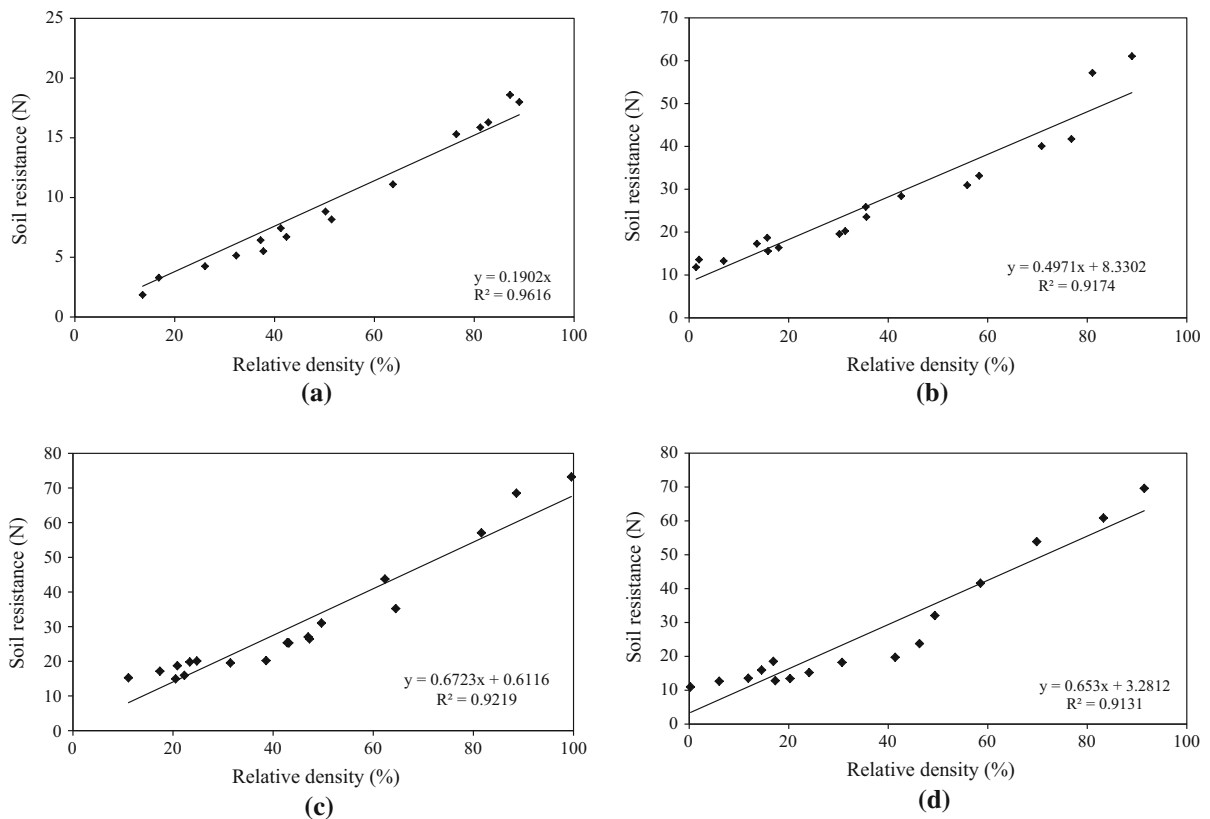 25
20
15
10
5
0
Soil resistance (N)
y = 0.1902x
R² = 0.9616
0 20 40 60 80 100
Relative density (%)
(a)
70
60
50
40
30
20
10
0
Soil resistance (N)
y = 0.4971x + 8.3302
R² = 0.9174
0 20 40 60 80 100
Relative density (%)
(b)
80
70
60
50
40
30
20
10
0
Soil resistance (N)
y = 0.6723x + 0.6116
R² = 0.9219
0 20 40 60 80 100
Relative density (%)
(c)
80
70
60
50
40
30
20
10
0
Soil resistance (N)
y = 0.653x + 3.2812
R² = 0.9131
0 20 40 60 80 100
Relative density (%)
(d)